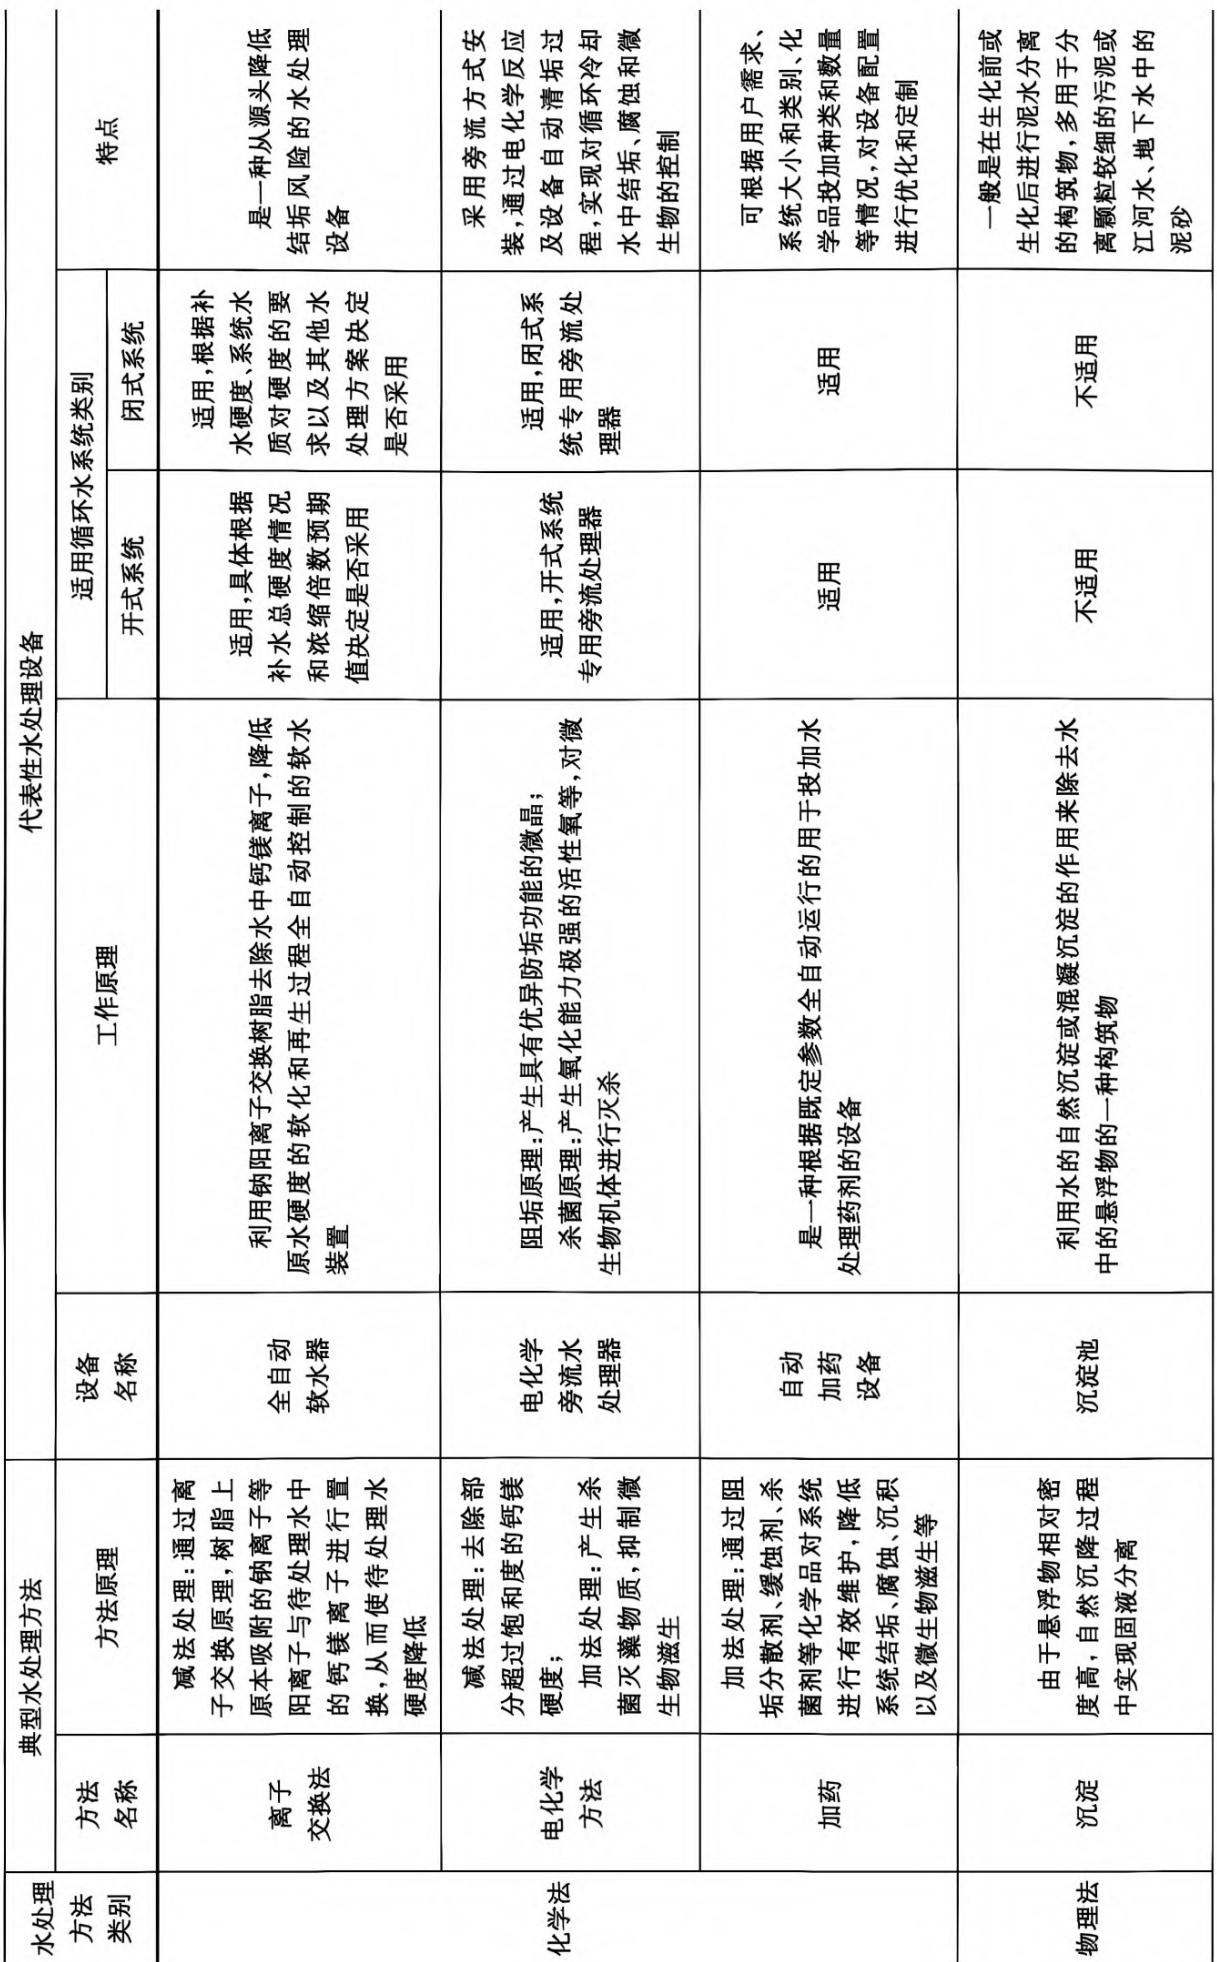 水处理
方法
类别
典型水处理方法
代表性水处理设备
方法
名称
方法原理
设备
名称
工作原理
适用循环水系统类别
开式系统
闭式系统
特点
化学法
离子
交换法
减法处理:通过离
子交换原理,树脂上
原本吸附的钠离子等
阳离子与待处理水中
的钙镁离子进行置
换,从而使待处理水
硬度降低
全自动
软水器
利用钠阳离子交换树脂去除水中钙镁离子,降低
原水硬度的软化和再生过程全自动控制的软水
装置
适用,具体根据
补水总硬度情况
和浓缩倍数预期
值决定是否采用
适用,根据补
水硬度、系统水
质对硬度的要
求以及其他水
处理方案决定
是否采用
是一种从源头降低
结垢风险的水处理
设备
电化学
方法
减法处理:去除部
分超过饱和度的钙镁
硬度;
加法处理:产生杀
菌灭藻物质,抑制微
生物滋生
电化学
旁流水
处理器
阻垢原理:产生具有优异防垢功能的微晶;
杀菌原理:产生氧化能力极强的活性氧等,对微
生物机体进行灭杀
适用,开式系统
专用旁流处理器
适用,闭式系
统专用旁流处
理器
采用旁流方式安
装,通过电化学反应
及设备自动清垢过
程,实现对循环冷却
水中结垢、腐蚀和微
生物的控制
加药
加法处理:通过阻
垢分散剂、缓蚀剂、杀
菌剂等化学品对系统
进行有效维护,降低
系统结垢、腐蚀、沉积
以及微生物滋生等
自动
加药
设备
是一种根据既定参数全自动运行的用于投加水
处理药剂的设备
适用
适用
可根据用户需求、
系统大小和类别、化
学品投加种类和数量
等情况,对设备配置
进行优化和定制
物理法
沉淀
由于悬浮物相对密
度高,自然沉降过程
中实现固液分离
沉淀池
利用水的自然沉淀或混凝沉淀的作用来除去水
中的悬浮物的一种构筑物
不适用
不适用
一般是在生化前或
生化后进行泥水分离
的构筑物,多用于分
离颗粒较细的污泥或
江河水、地下水中的
泥砂